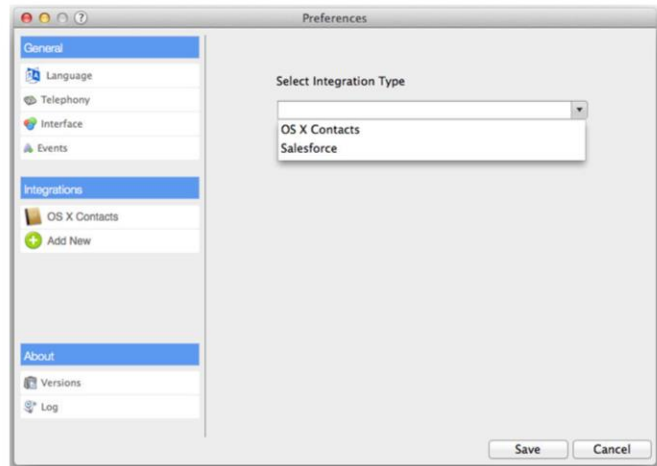 Preferences
General
Language
Telephony
Interface
Events
Integrations
OS X Contacts
Add New
About
Versions
Log
Select Integration Type
OS X Contacts
Salesforce
Save Cancel